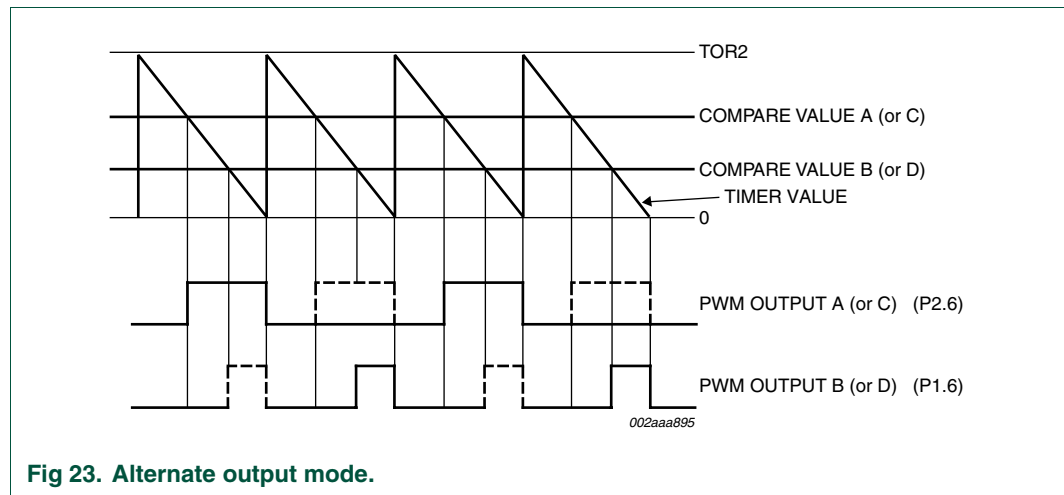 TOR2
COMPARE VALUE A (or C)
COMPARE VALUE B (or D)
TIMER VALUE
0
PWM OUTPUT A (or C) (P2.6)
PWM OUTPUT B (or D) (P1.6)
002aaa895
Fig 23. Alternate output mode.